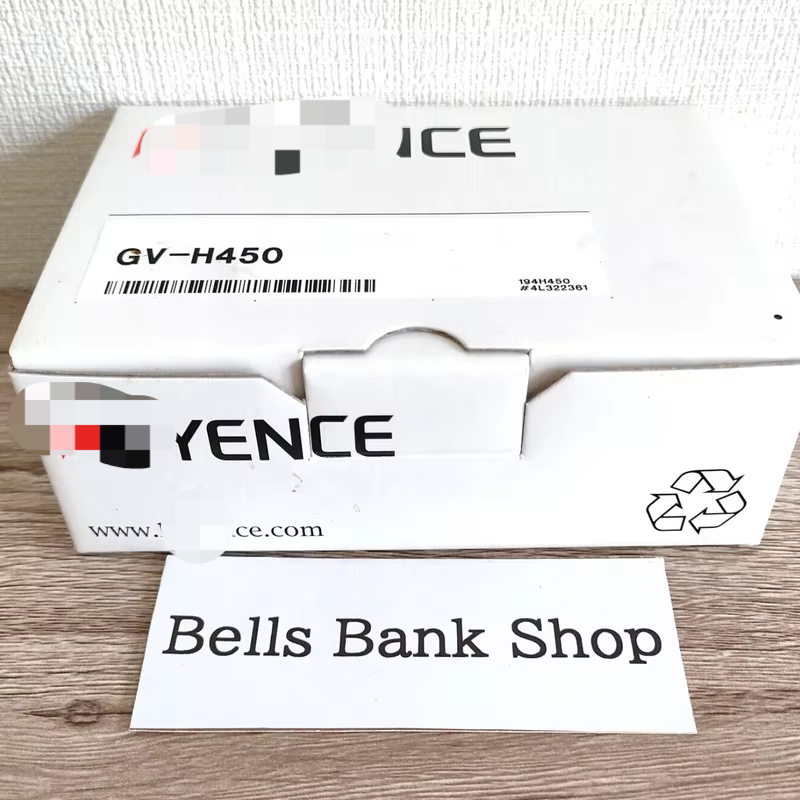 ICE
GV-H450
194H450
#4L322361
YENCE
www.
ce.com
Bells Bank Shop